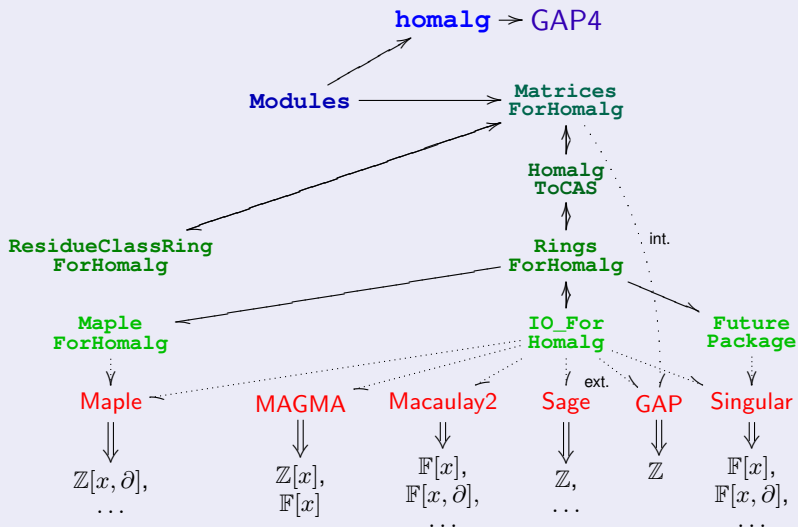 homalg GAP4
Modules
Matrices
ForHomalg
Homalg
ToCAS
ResidueClassRing
ForHomalg
Rings
ForHomalg
int.
Maple
ForHomalg
IO_For
Homalg
Future
Package
ext.
Maple MAGMA Macaulay2 Sage GAP Singular
ℤ[x, ∂],
...
ℤ[x],
𝔽[x]
𝔽[x],
𝔽[x, ∂],
...
ℤ,
...
ℤ
𝔽[x],
𝔽[x, ∂],
...